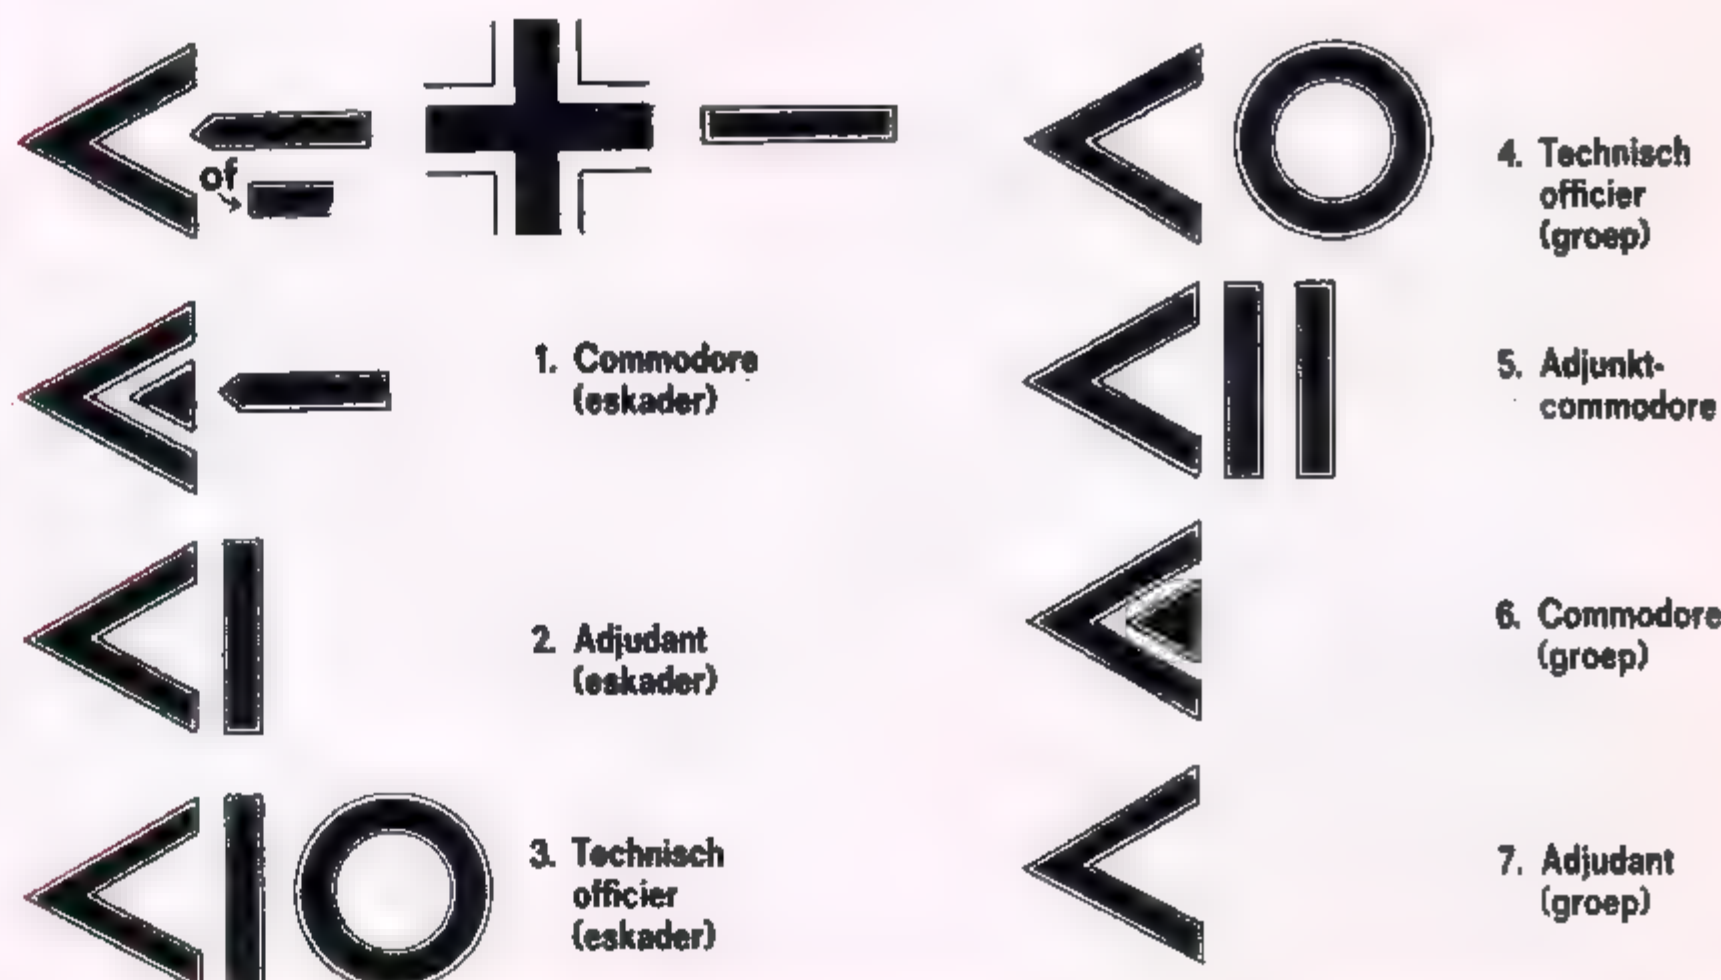 of
1. Commodore
(eskader)
2. Adjudant
(eskader)
3. Technisch
officier
(eskader)
4. Technisch
officier
(groep)
5. Adjunkt-
commodore
6. Commodore
(groep)
7. Adjudant
(groep)